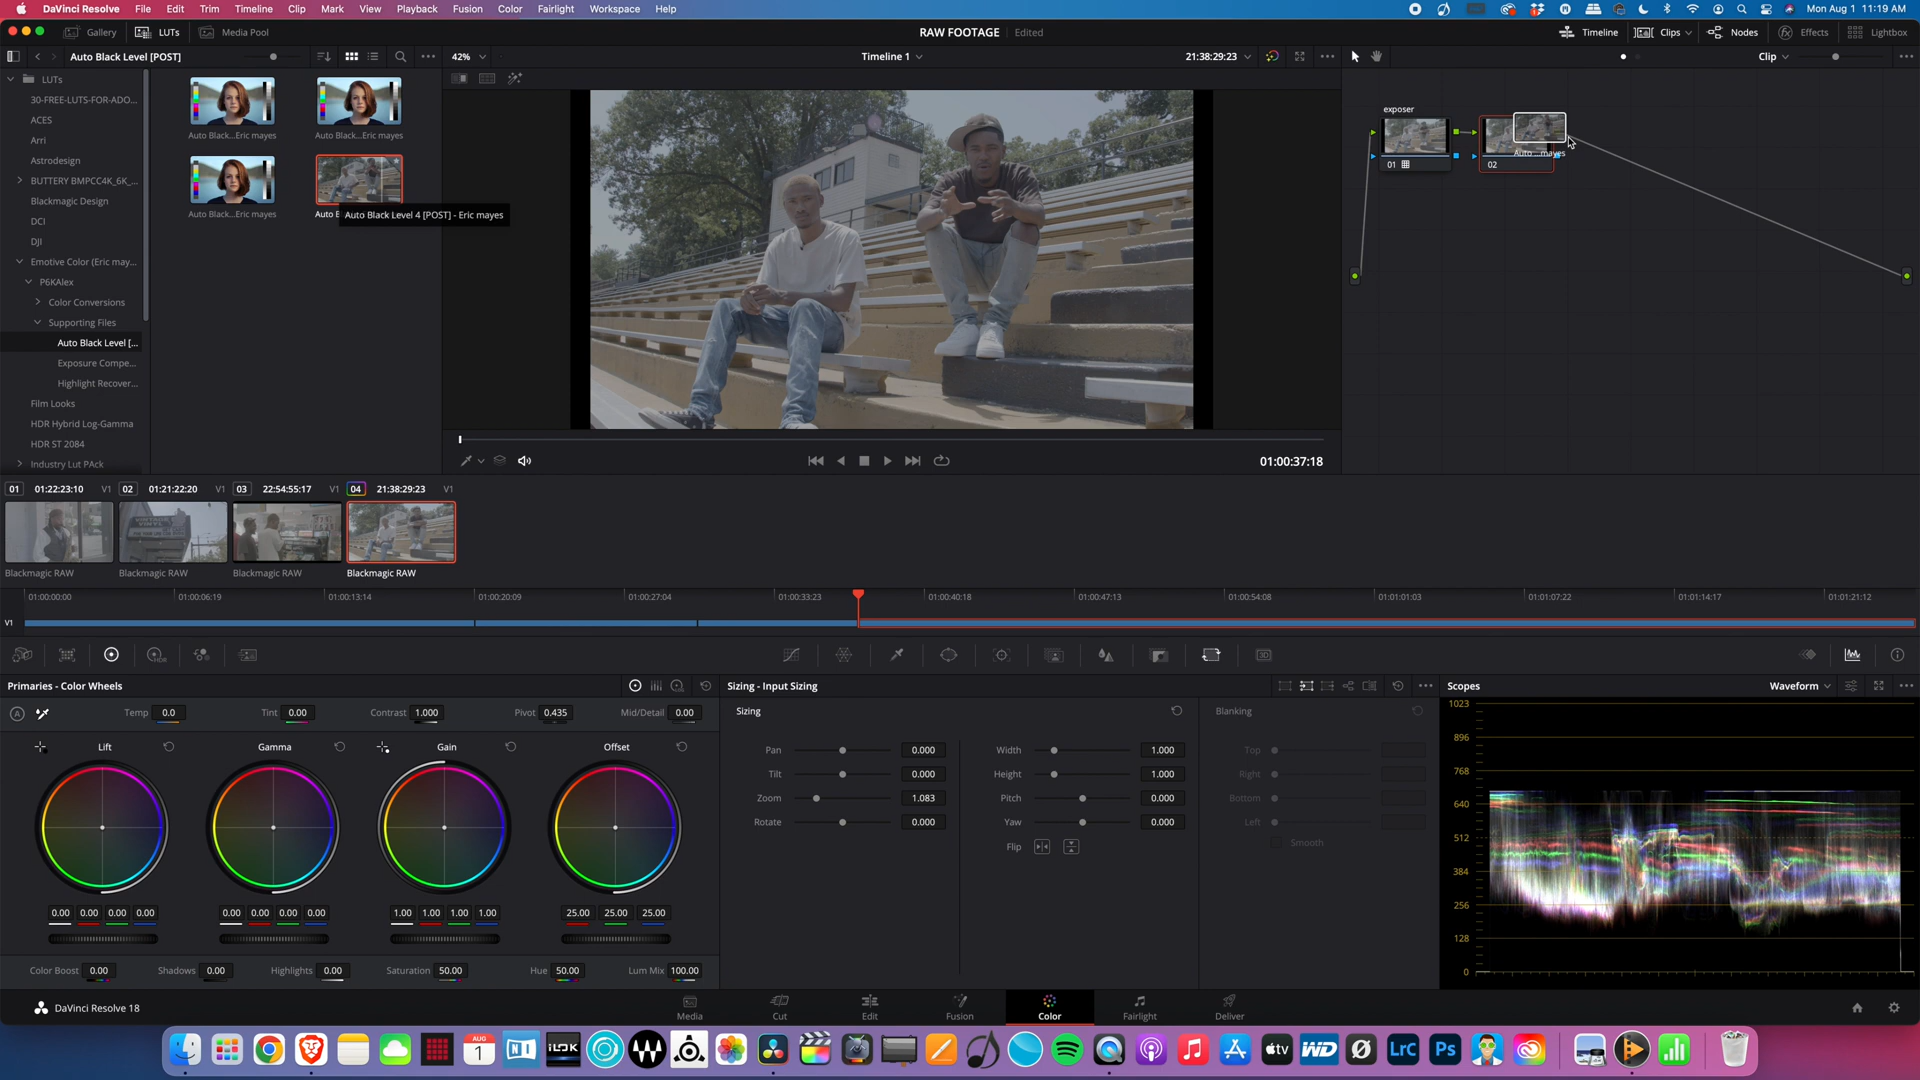 DaVinci Resolve File Edit Trim Timeline Clip Mark View Playback Fusion Color Fairlight Workspace Help
Mon Aug 1 11:19 AM
Gallery LUTs Media Pool
RAW FOOTAGE Edited
Timeline Clips Nodes Effects Lightbox
Auto Black Level [POST]
42%
Timeline 1
21:38:29:23
Clip
LUTs
30-FREE-LUTS-FOR-ADO...
ACES
Arri
Astrodesign
BUTTERY BMPCC4K_6K_...
Blackmagic Design
DCI
DJI
Emotive Color (Eric may...
P6KAlex
Color Conversions
Supporting Files
Auto Black Level [...
Exposure Compe...
Highlight Recover...
Film Looks
HDR Hybrid Log-Gamma
HDR ST 2084
Industry Lut PAck
Auto Black...Eric mayes
Auto Black...Eric mayes
Auto Black...Eric mayes
Auto B
Auto Black Level 4 [POST] - Eric mayes
exposer
01
02
Auto ...mayes
01:00:37:18
01 01:22:23:10 V1
02 01:21:22:20 V1
03 22:54:55:17 V1
04 21:38:29:23 V1
Blackmagic RAW
Blackmagic RAW
Blackmagic RAW
Blackmagic RAW
01:00:00:00 01:00:06:19 01:00:13:14 01:00:20:09 01:00:27:04 01:00:33:23 01:00:40:18 01:00:47:13 01:00:54:08 01:01:01:03 01:01:07:22 01:01:14:17 01:01:21:12
V1
HDR
3D
Primaries - Color Wheels
A
Temp 0.0 Tint 0.00 Contrast 1.000 Pivot 0.435 Mid/Detail 0.00
Lift Gamma Gain Offset
0.00 0.00 0.00 0.00
0.00 0.00 0.00 0.00
1.00 1.00 1.00 1.00
25.00 25.00 25.00
Color Boost 0.00 Shadows 0.00 Highlights 0.00 Saturation 50.00 Hue 50.00 Lum Mix 100.00
Sizing - Input Sizing
Sizing
Pan 0.000
Tilt 0.000
Zoom 1.083
Rotate 0.000
Width 1.000
Height 1.000
Pitch 0.000
Yaw 0.000
Flip
Blanking
Top
Right
Bottom
Left
Smooth
Scopes
Waveform
1023
896
768
640
512
384
256
128
0
DaVinci Resolve 18
Media Cut Edit Fusion Color Fairlight Deliver
AUG
1
tv
WD
LrC
Ps